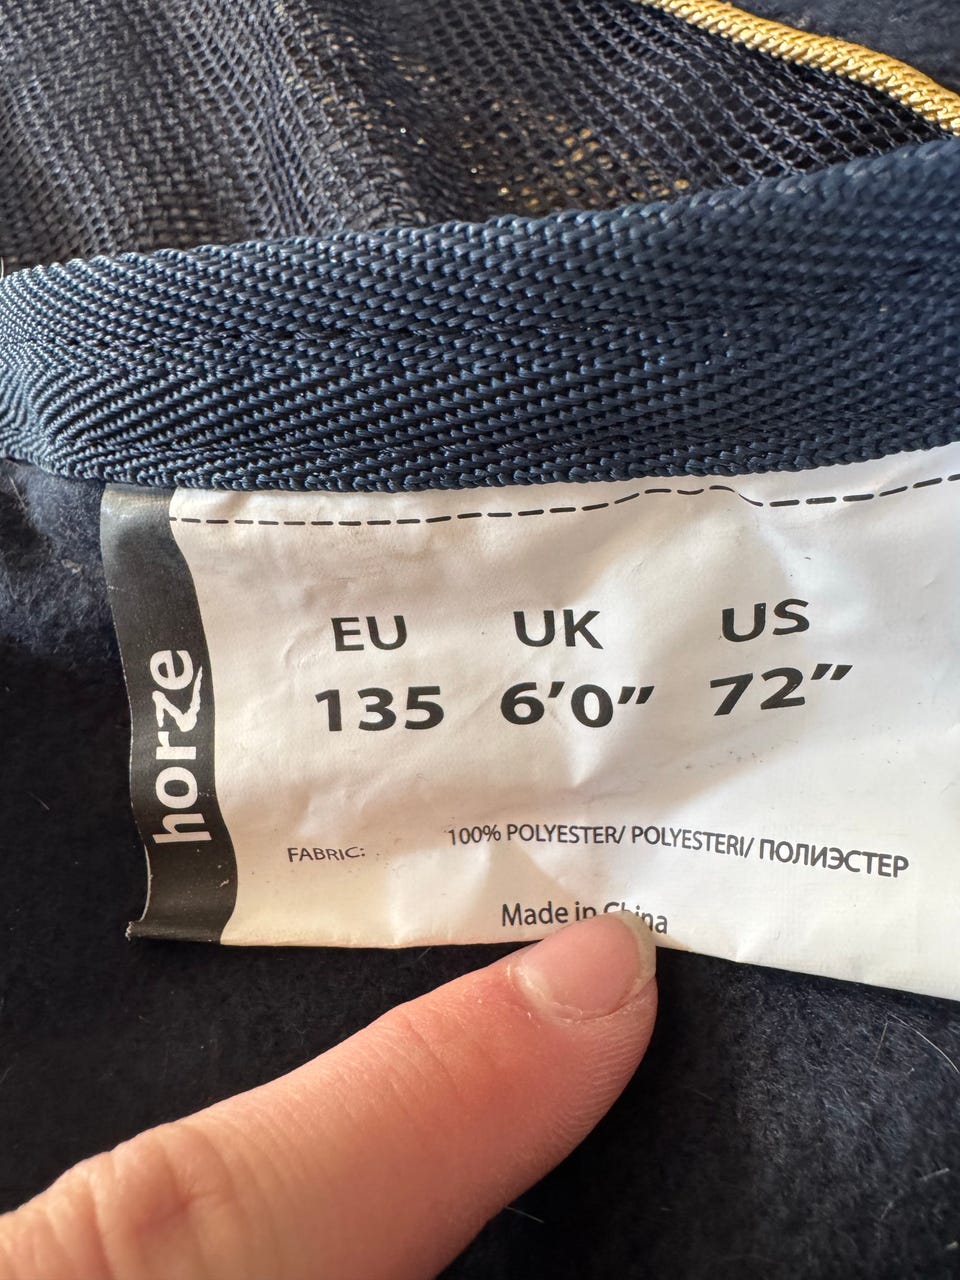 horze
EU UK US
135 6'0" 72"
FABRIC: 100% POLYESTER/ POLYESTERI/ ПОЛИЭСТЕР
Made in China